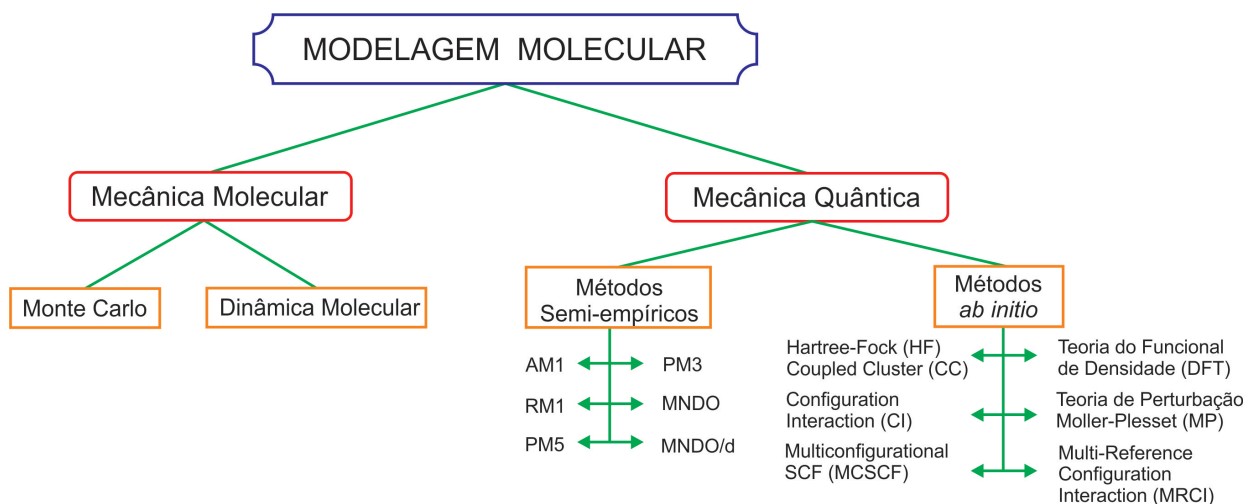 MODELAGEM MOLECULAR
Mecânica Molecular
Mecânica Quântica
Monte Carlo
Dinâmica Molecular
Métodos
Semi-empíricos
Métodos
ab initio
AM1
PM3
RM1
MNDO
PM5
MNDO/d
Hartree-Fock (HF)
Coupled Cluster (CC)
Teoria do Funcional
de Densidade (DFT)
Configuration
Interaction (CI)
Teoria de Perturbação
Moller-Plesset (MP)
Multiconfigurational
SCF (MCSCF)
Multi-Reference
Configuration
Interaction (MRCI)